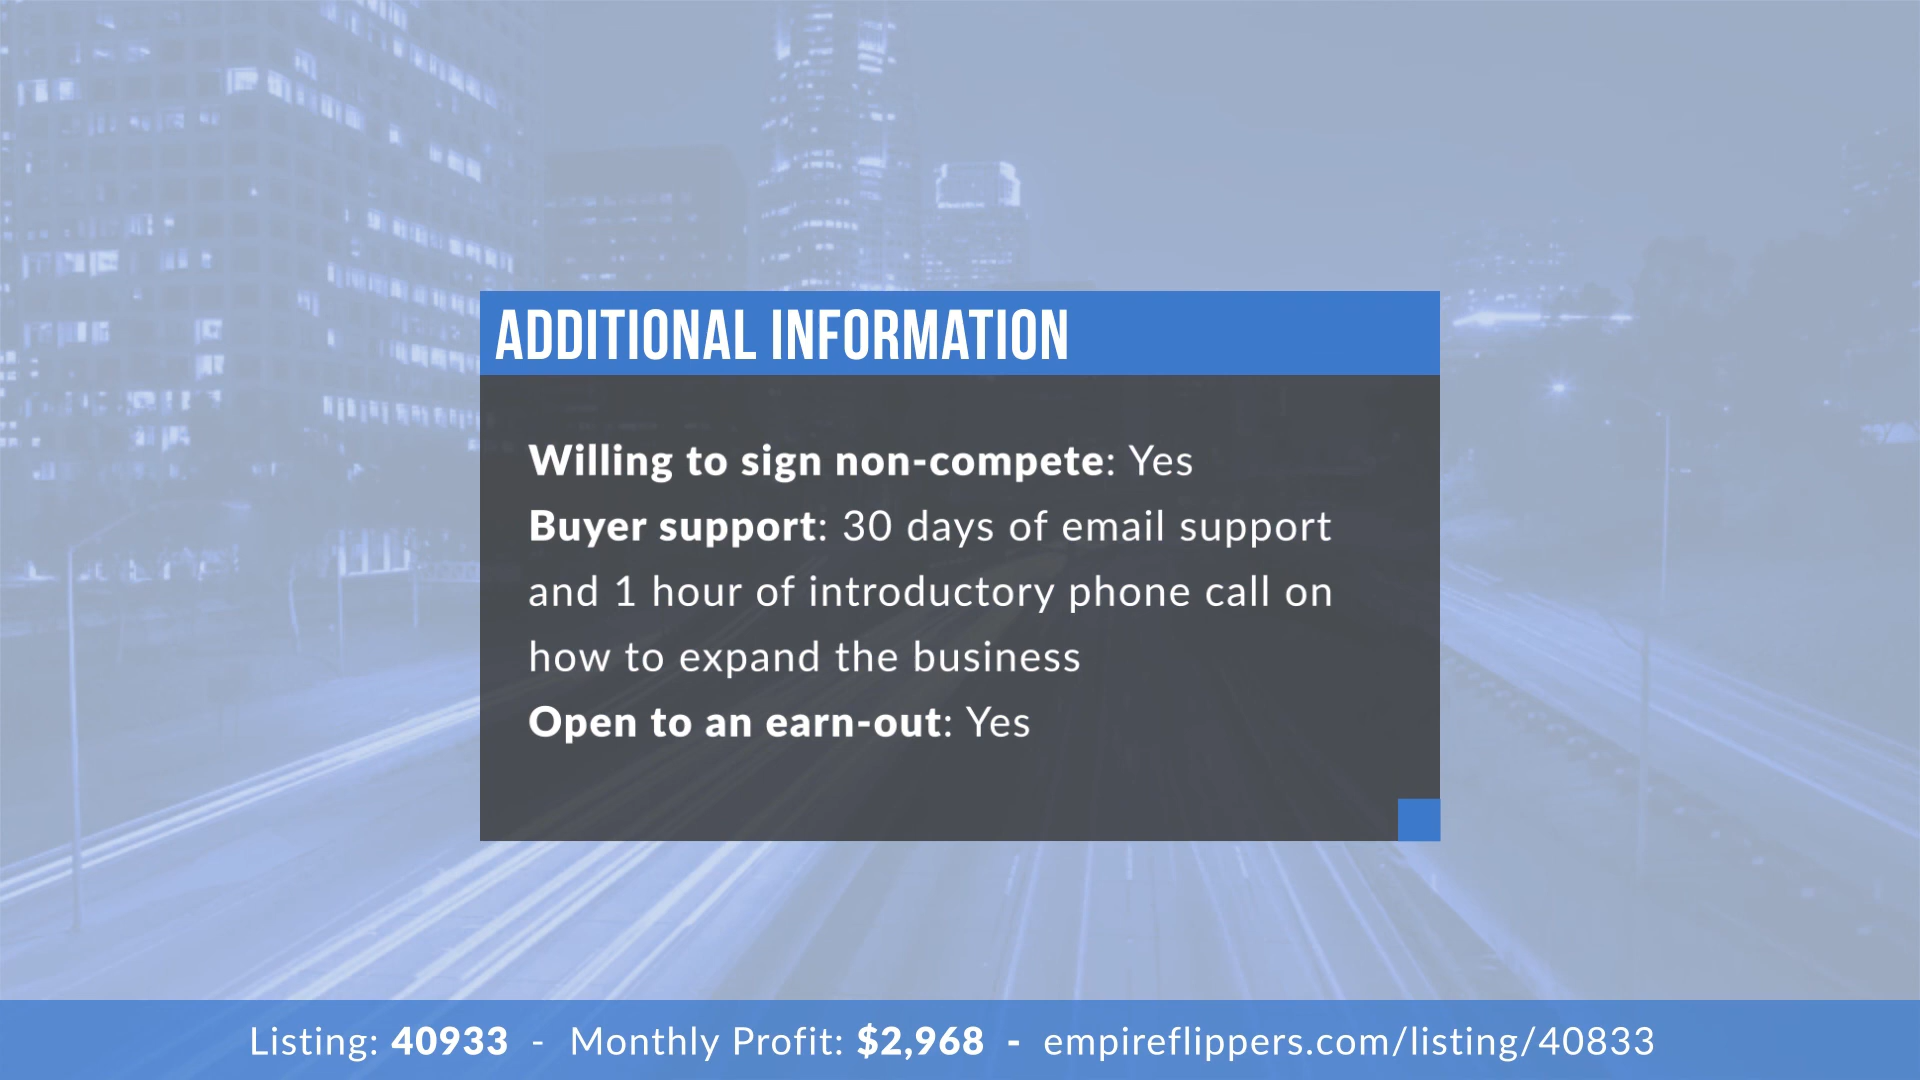 ADDITIONAL INFORMATION
Willing to sign non-compete: Yes
Buyer support: 30 days of email support
and 1 hour of introductory phone call on
how to expand the business
Open to an earn-out: Yes
Listing: 40933 - Monthly Profit: $2,968 - empireflippers.com/listing/40833